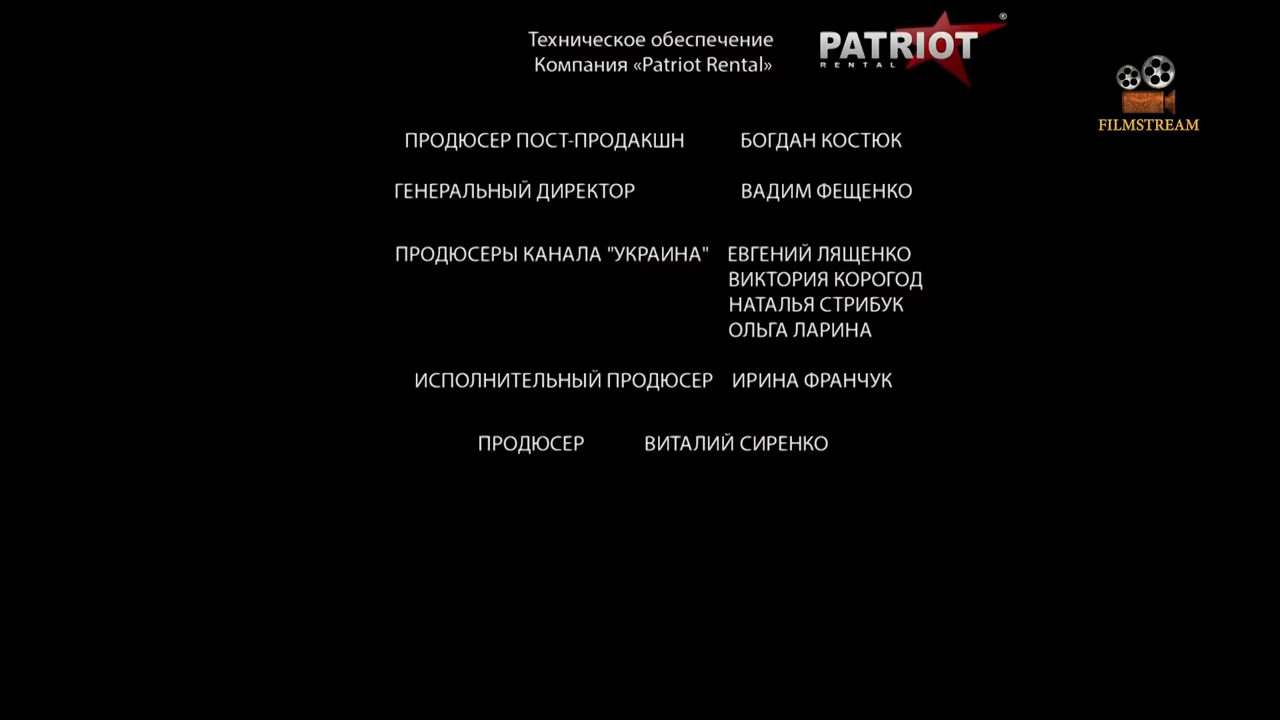 Техническое обеспечение
Компания «Patriot Rental»
PATRIOT ®
RENTAL
FILMSTREAM
ПРОДЮСЕР ПОСТ-ПРОДАКШН БОГДАН КОСТЮК
ГЕНЕРАЛЬНЫЙ ДИРЕКТОР ВАДИМ ФЕЩЕНКО
ПРОДЮСЕРЫ КАНАЛА "УКРАИНА" ЕВГЕНИЙ ЛЯЩЕНКО
ВИКТОРИЯ КОРОГОД
НАТАЛЬЯ СТРИБУК
ОЛЬГА ЛАРИНА
ИСПОЛНИТЕЛЬНЫЙ ПРОДЮСЕР ИРИНА ФРАНЧУК
ПРОДЮСЕР ВИТАЛИЙ СИРЕНКО